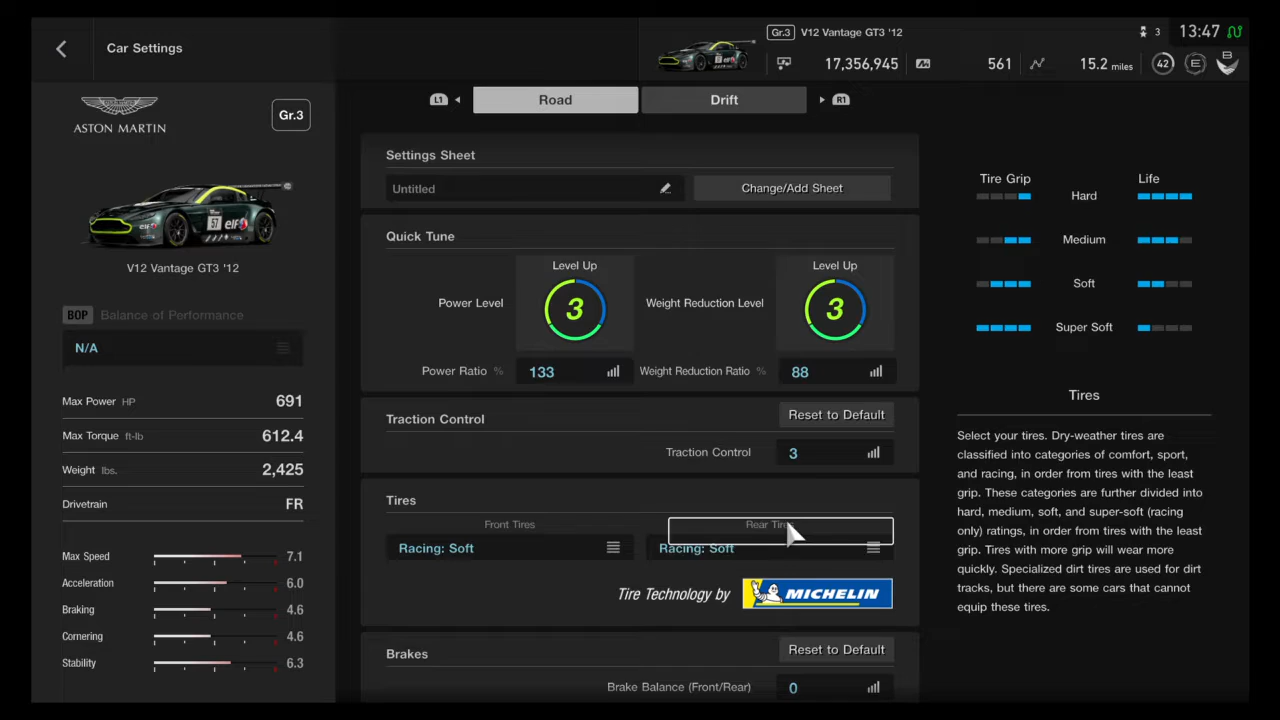 Car Settings
Gr.3 V12 Vantage GT3 '12
3 13:47
17,356,945 561 15.2 miles 42 E B
L1 Road Drift R1
ASTON MARTIN
Gr.3
57 elf
V12 Vantage GT3 '12
BOP Balance of Performance
N/A
Max Power HP 691
Max Torque ft-lb 612.4
Weight lbs. 2,425
Drivetrain FR
Max Speed 7.1
Acceleration 6.0
Braking 4.6
Cornering 4.6
Stability 6.3
Settings Sheet
Untitled Change/Add Sheet
Quick Tune
Level Up Level Up
Power Level 3 Weight Reduction Level 3
Power Ratio % 133 Weight Reduction Ratio % 88
Traction Control Reset to Default
Traction Control 3
Tires
Front Tires Rear Tires
Racing: Soft Racing: Soft
Tire Technology by MICHELIN
Brakes Reset to Default
Brake Balance (Front/Rear) 0
Tire Grip Life
Hard
Medium
Soft
Super Soft
Tires
Select your tires. Dry-weather tires are
classified into categories of comfort, sport,
and racing, in order from tires with the least
grip. These categories are further divided into
hard, medium, soft, and super-soft (racing
only) ratings, in order from tires with the least
grip. Tires with more grip will wear more
quickly. Specialized dirt tires are used for dirt
tracks, but there are some cars that cannot
equip these tires.